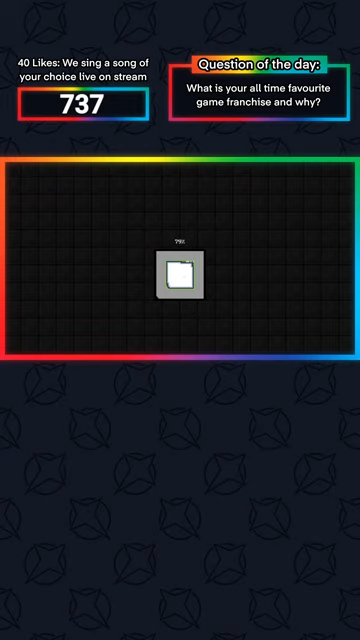 40 Likes: We sing a song of
your choice live on stream
737
Question of the day:
What is your all time favourite
game franchise and why?